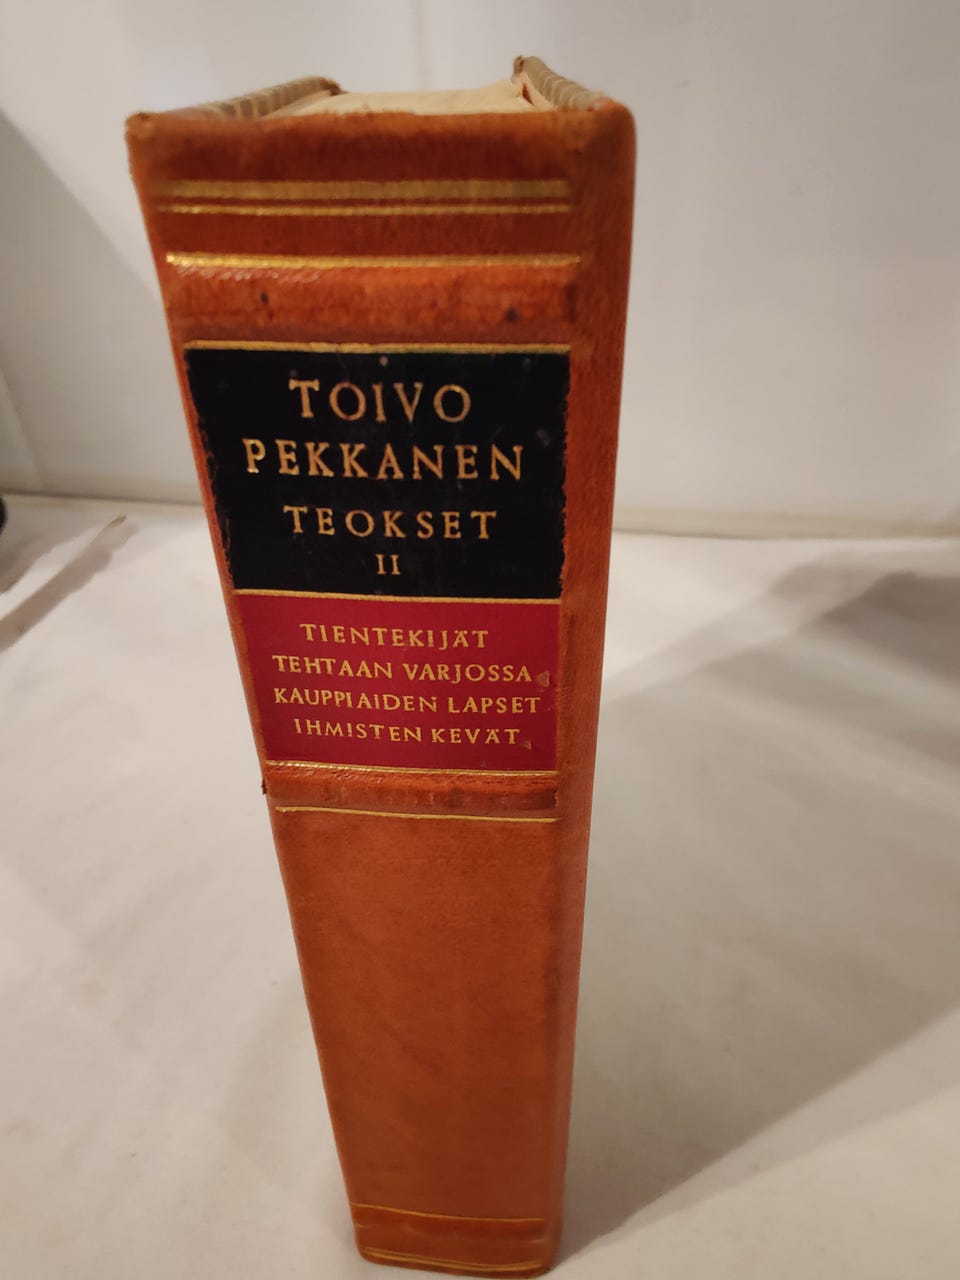 TOIVO
PEKKANEN
TEOKSET
II
TIENTEKIJÄT
TEHTAAN VARJOSSA
KAUPPIAIDEN LAPSET
IHMISTEN KEVÄT